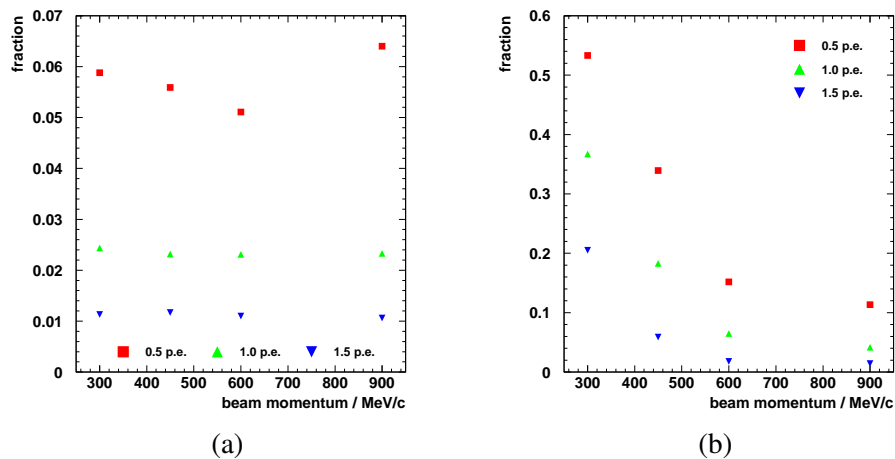 fraction
0.07
0.06
0.05
0.04
0.03
0.02
0.01
0
0.5 p.e. 1.0 p.e. 1.5 p.e.
300 400 500 600 700 800 900
beam momentum / MeV/c
(a)
fraction
0.6
0.5
0.4
0.3
0.2
0.1
0
0.5 p.e.
1.0 p.e.
1.5 p.e.
300 400 500 600 700 800 900
beam momentum / MeV/c
(b)